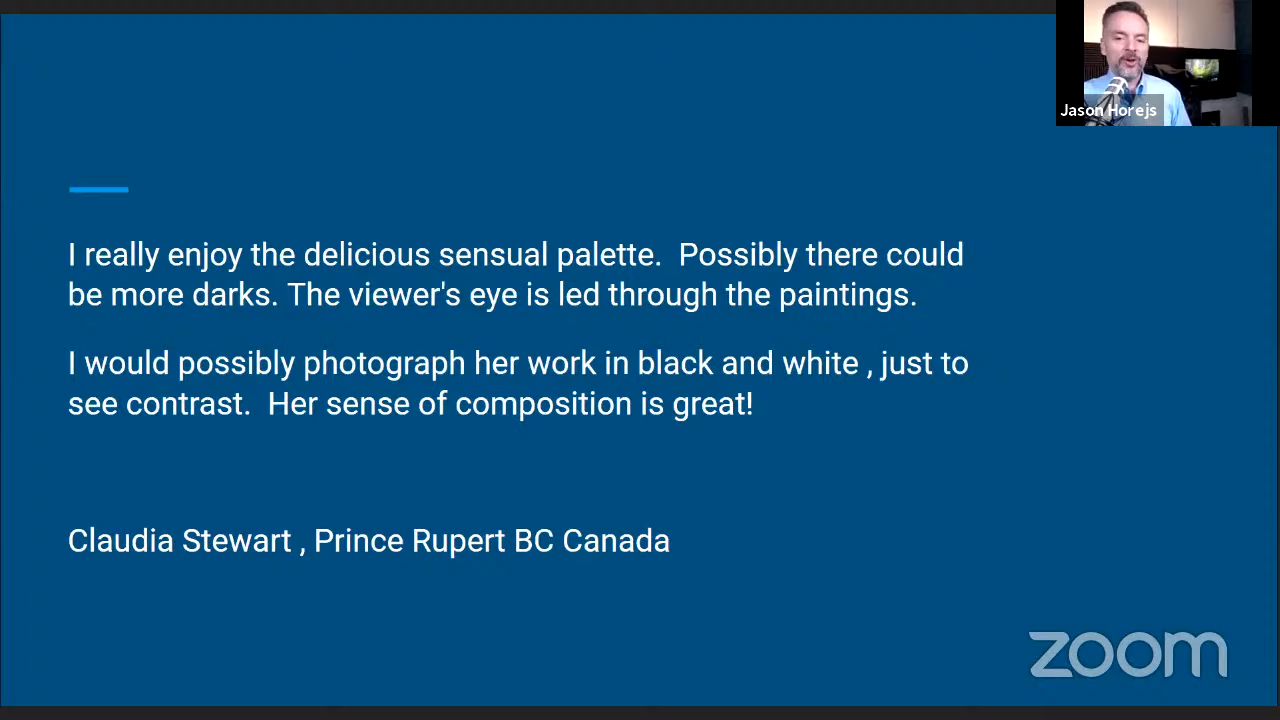 Jason Horejs
I really enjoy the delicious sensual palette.  Possibly there could
be more darks. The viewer's eye is led through the paintings.
I would possibly photograph her work in black and white , just to
see contrast.  Her sense of composition is great!
Claudia Stewart , Prince Rupert BC Canada
zoom